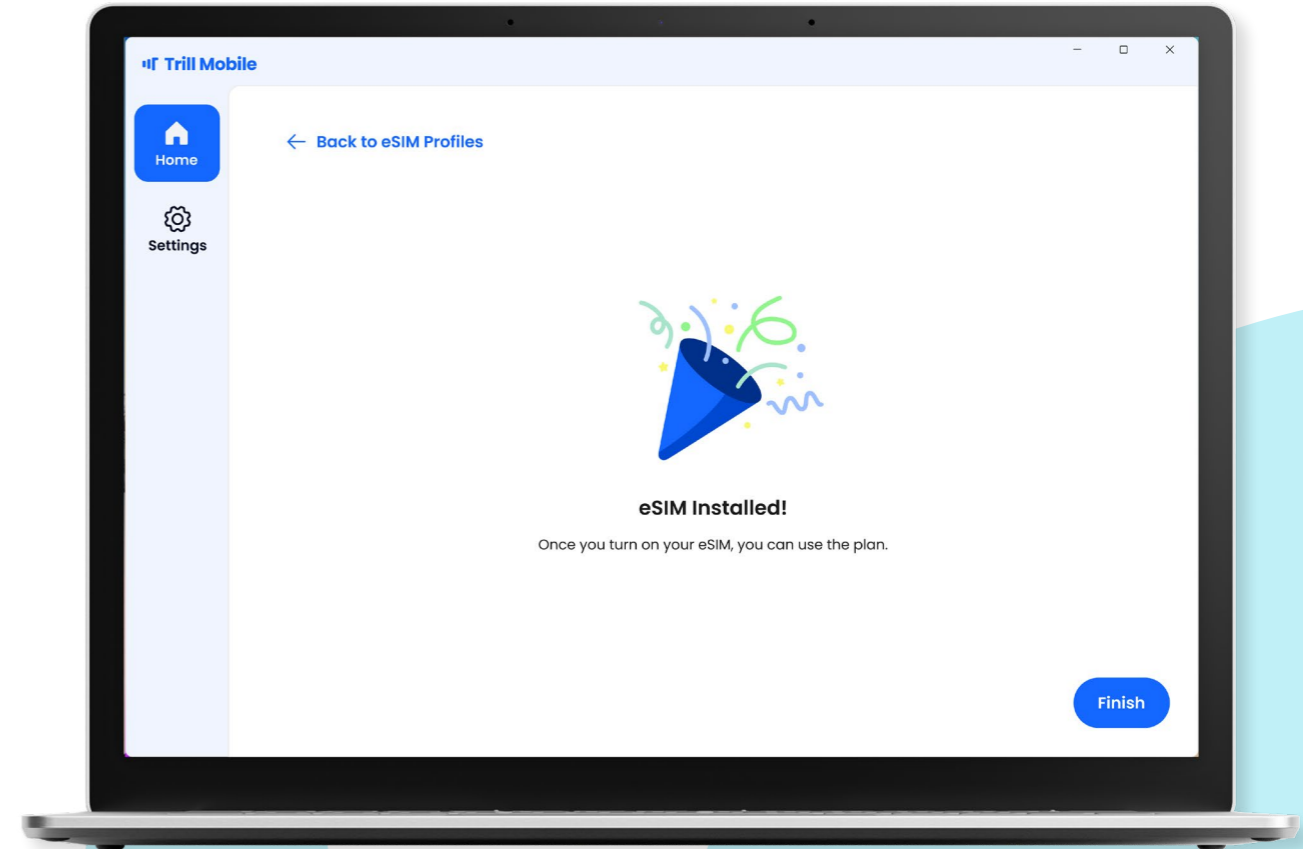 Trill Mobile
Home
Settings
← Back to eSIM Profiles
eSIM Installed!
Once you turn on your eSIM, you can use the plan.
Finish